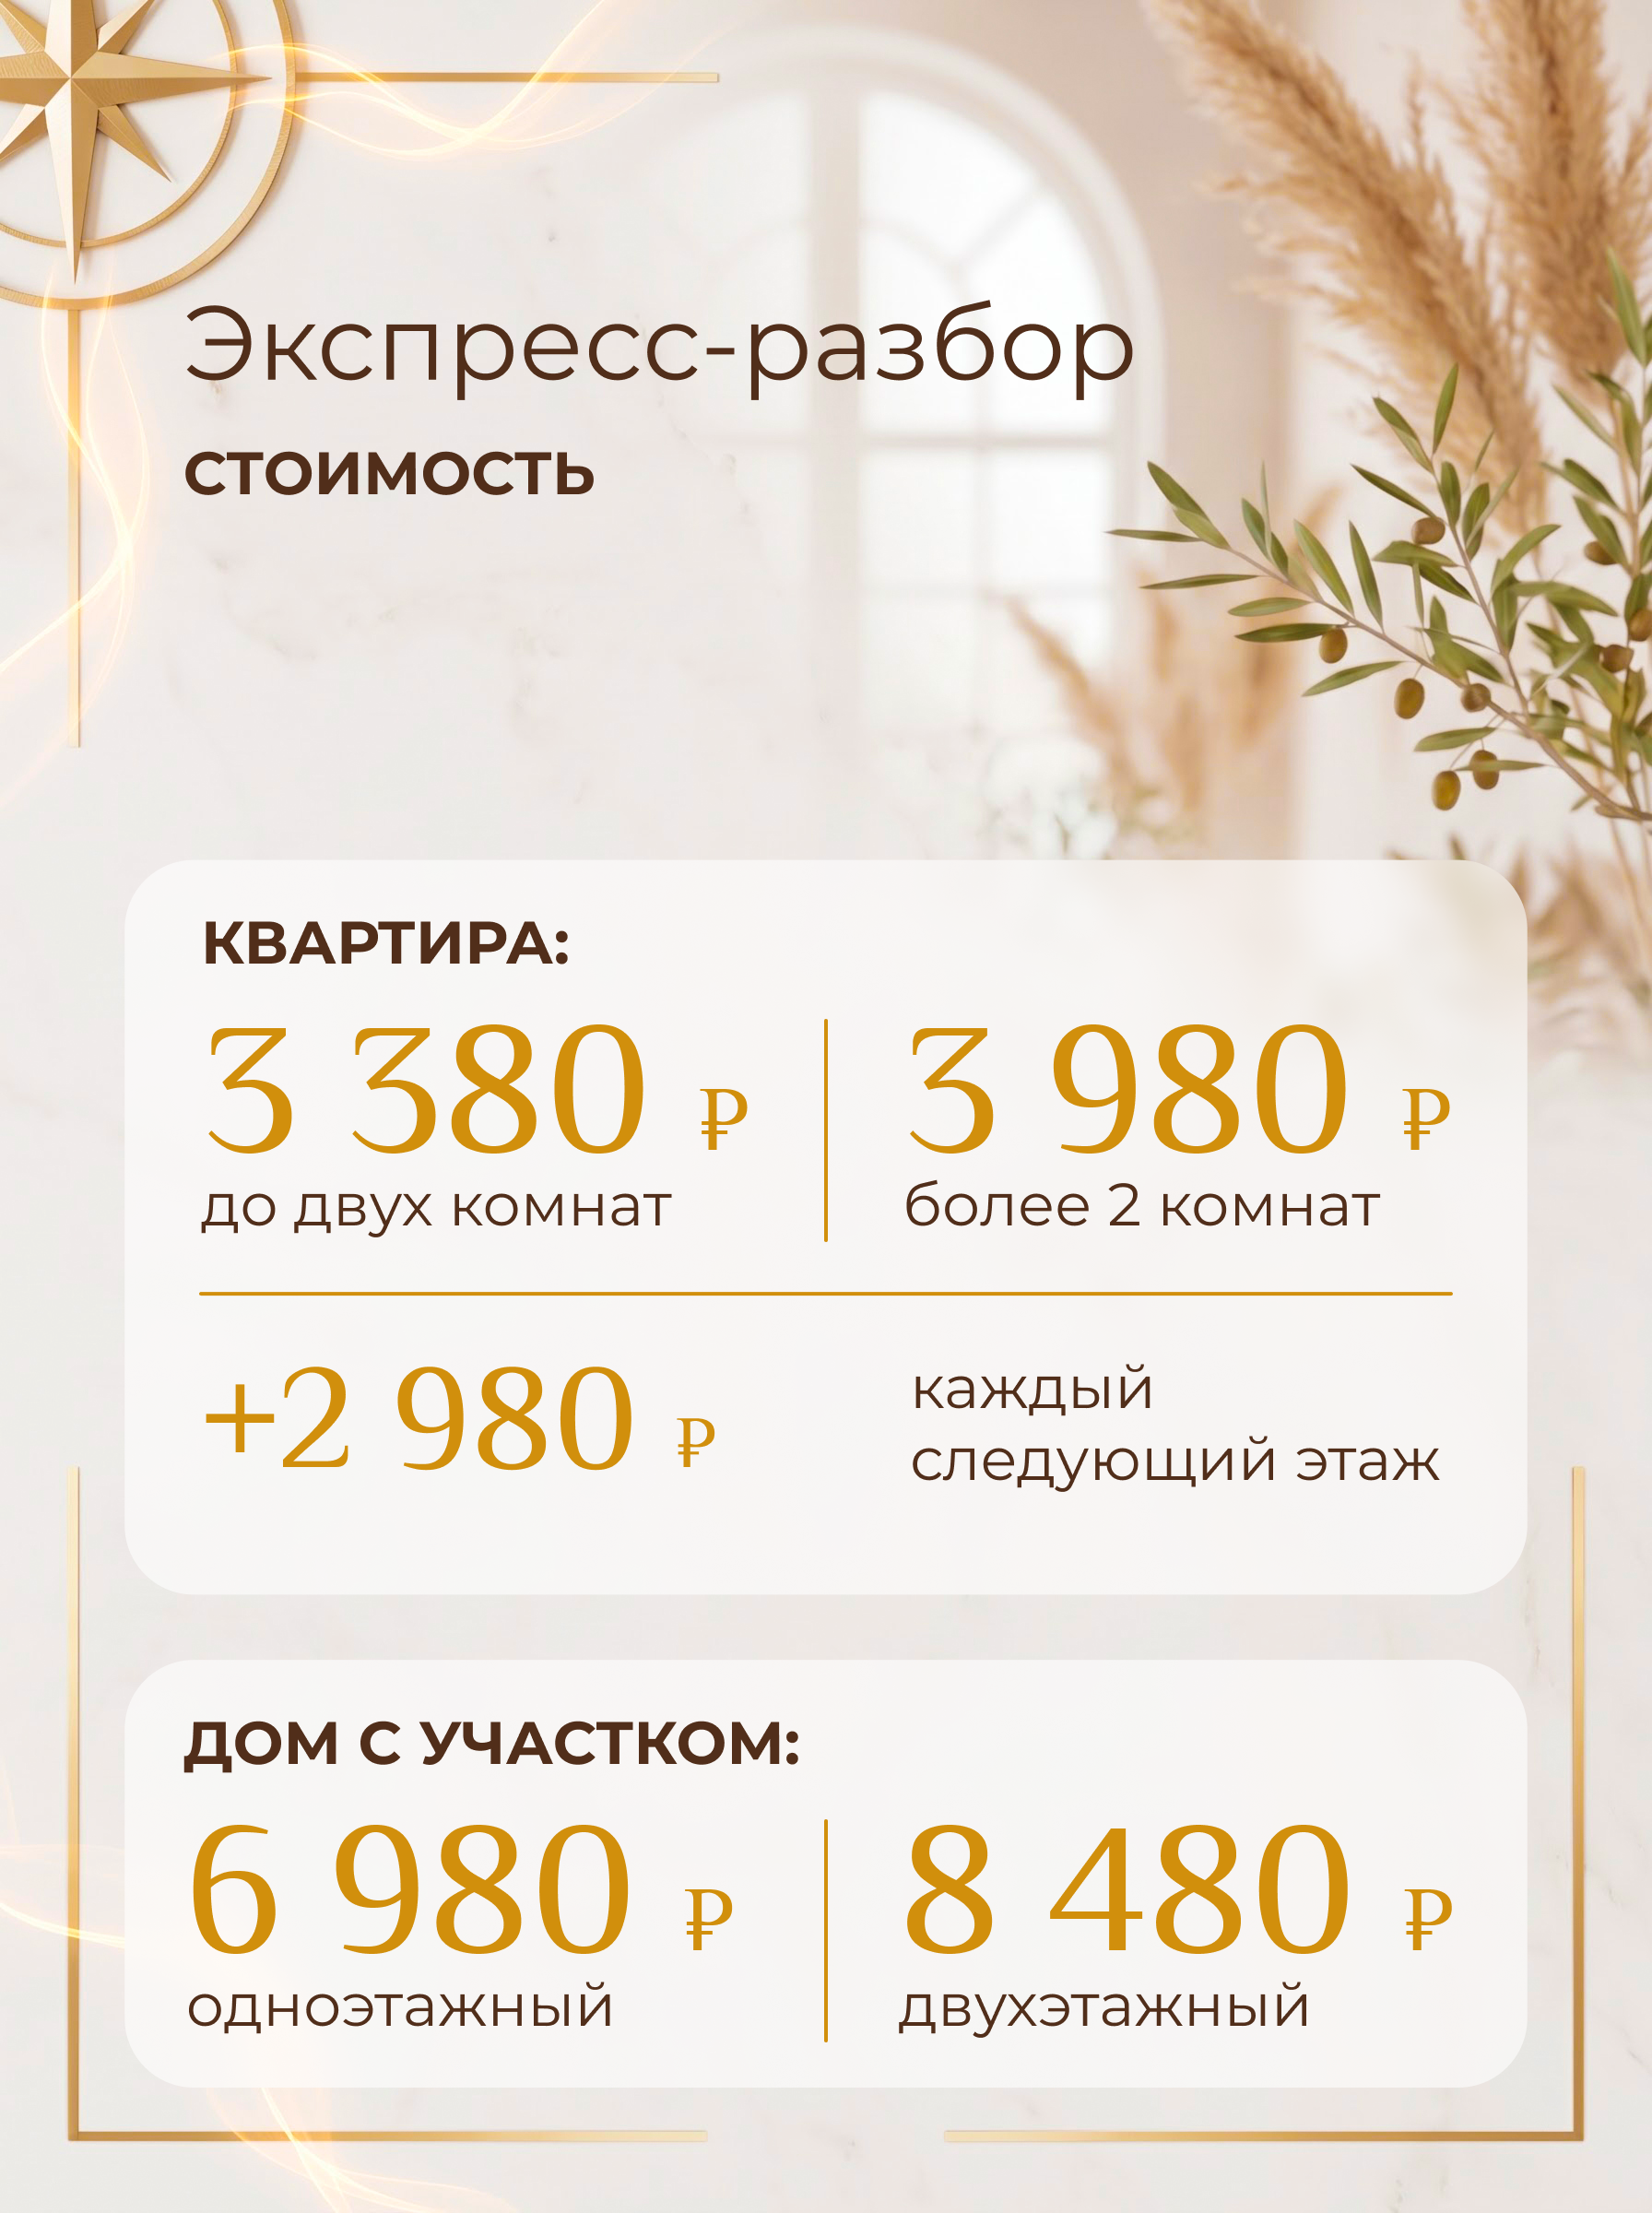 Экспресс-разбор
СТОИМОСТЬ
КВАРТИРА:
3 380 ₽
до двух комнат
3 980 ₽
более 2 комнат
+2 980 ₽
каждый
следующий этаж
ДОМ С УЧАСТКОМ:
6 980 ₽
одноэтажный
8 480 ₽
двухэтажный